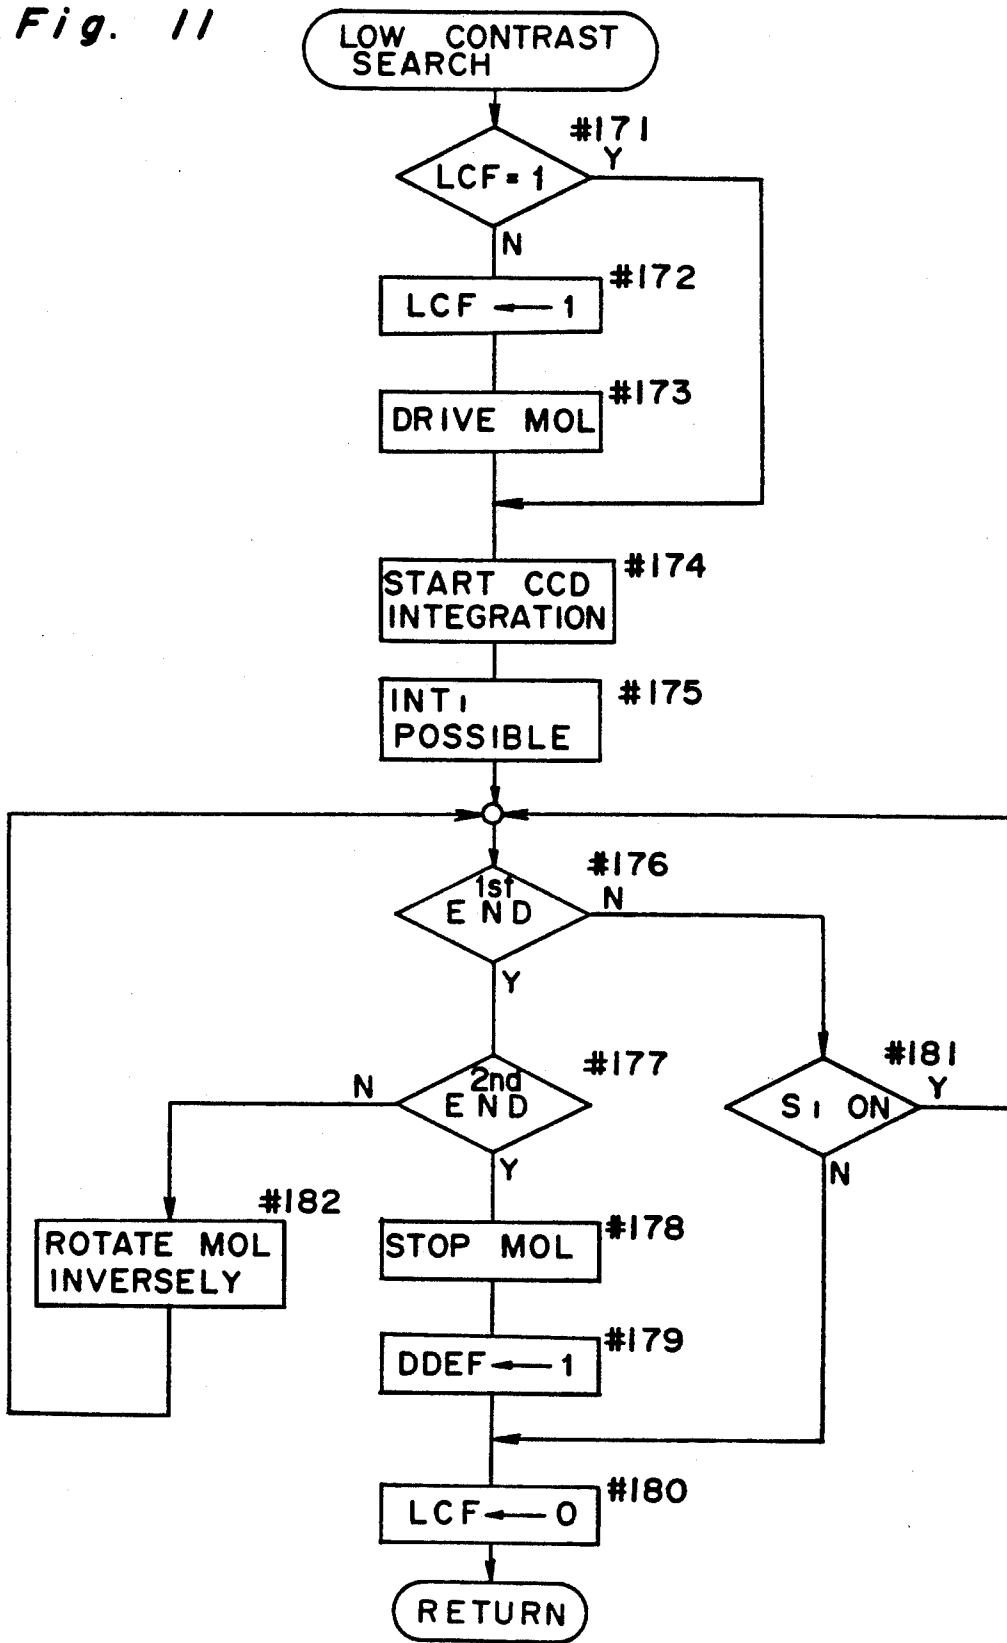 Fig. 11
LOW CONTRAST
SEARCH
#171
Y
LCF = 1
N
#172
LCF ← 1
#173
DRIVE MOL
#174
START CCD
INTEGRATION
#175
INT1
POSSIBLE
#176
1st
END
N
Y
#177
2nd
END
N
Y
#181
S1 ON
Y
N
#182
ROTATE MOL
INVERSELY
#178
STOP MOL
#179
DDEF ← 1
#180
LCF ← 0
RETURN